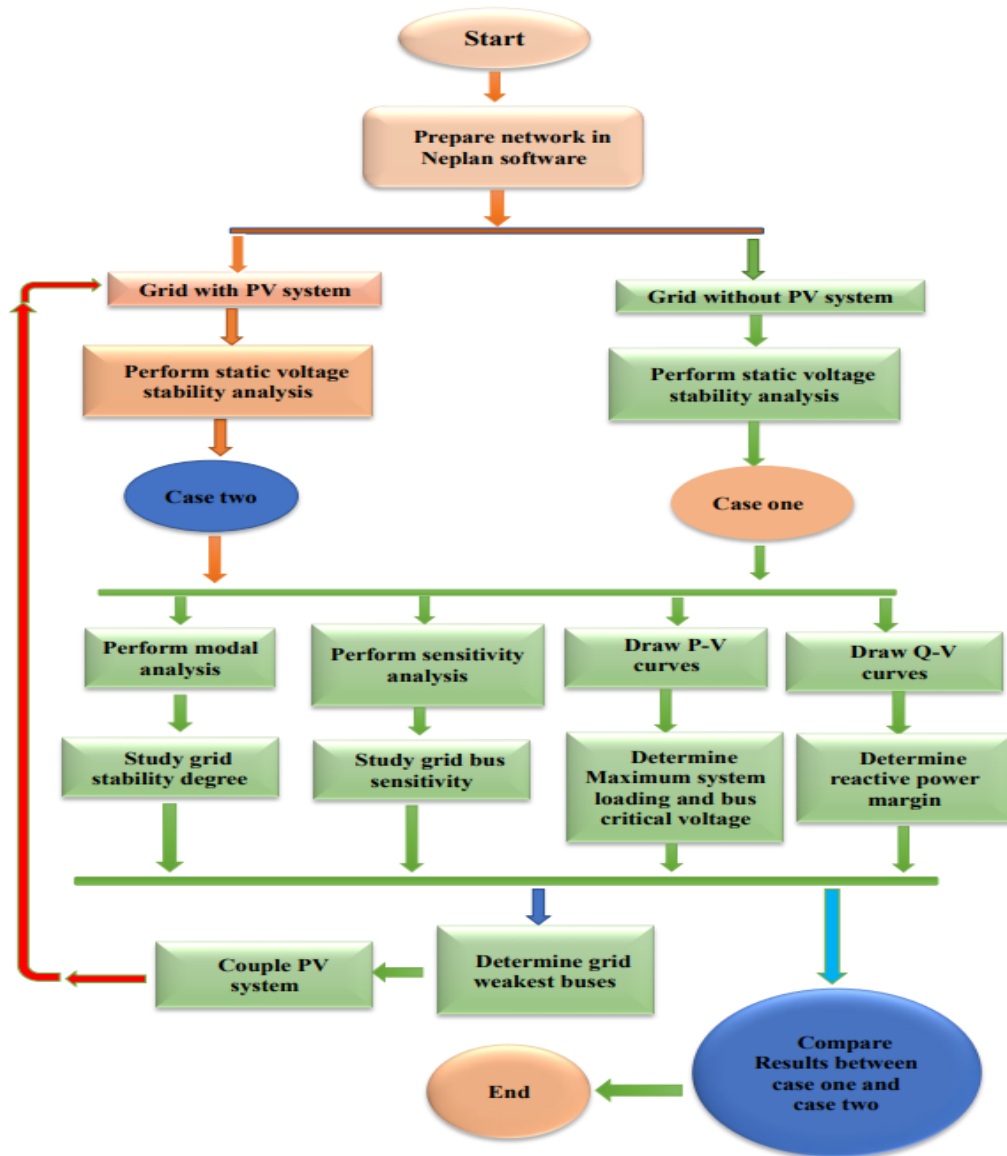 Start
Prepare network in
Neplan software
Grid with PV system
Grid without PV system
Perform static voltage
stability analysis
Perform static voltage
stability analysis
Case two
Case one
Perform modal
analysis
Perform sensitivity
analysis
Draw P-V
curves
Draw Q-V
curves
Study grid
stability degree
Study grid bus
sensitivity
Determine
Maximum system
loading and bus
critical voltage
Determine
reactive power
margin
Couple PV
system
Determine grid
weakest buses
Compare
Results between
case one and
case two
End